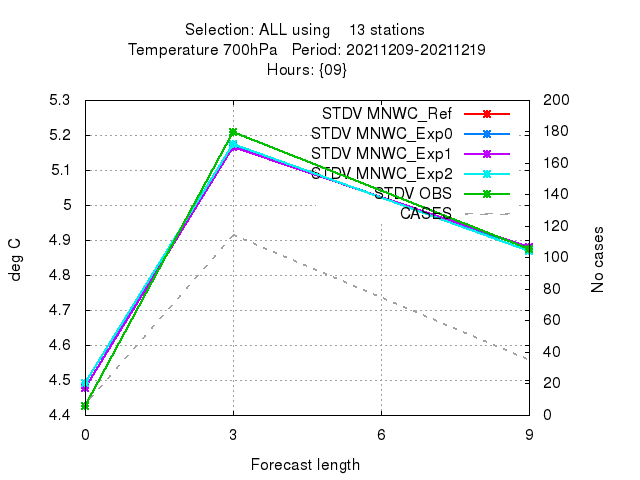 Selection: ALL using    13 stations
Temperature 700hPa   Period: 20211209-20211219
Hours: {09}
5.3
5.2
5.1
5
4.9
4.8
4.7
4.6
4.5
4.4
deg C
STDV MNWC_Ref
STDV MNWC_Exp0
STDV MNWC_Exp1
STDV MNWC_Exp2
STDV OBS
CASES
200
180
160
140
120
100
80
60
40
20
0
No cases
0 3 6 9
Forecast length